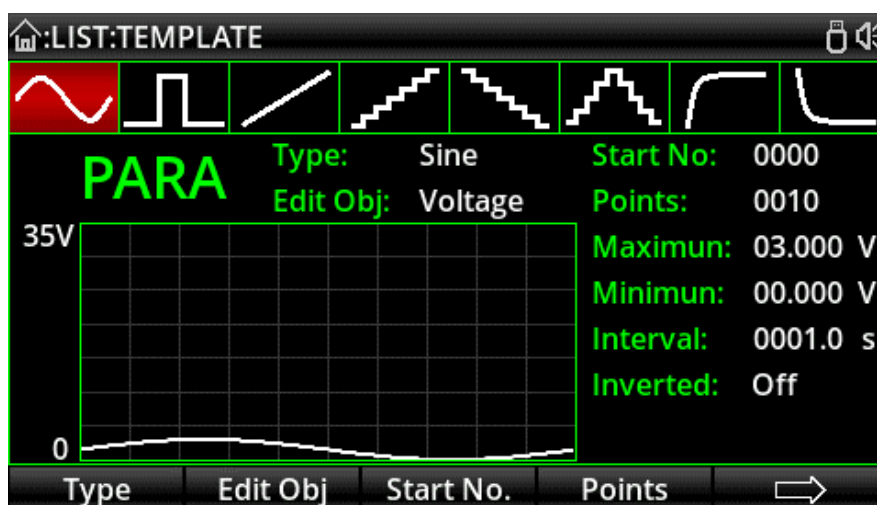 :LIST:TEMPLATE
PARA
Type: Sine
Edit Obj: Voltage
Start No: 0000
Points: 0010
Maximun: 03.000 V
Minimun: 00.000 V
Interval: 0001.0 s
Inverted: Off
35V
0
Type Edit Obj Start No. Points